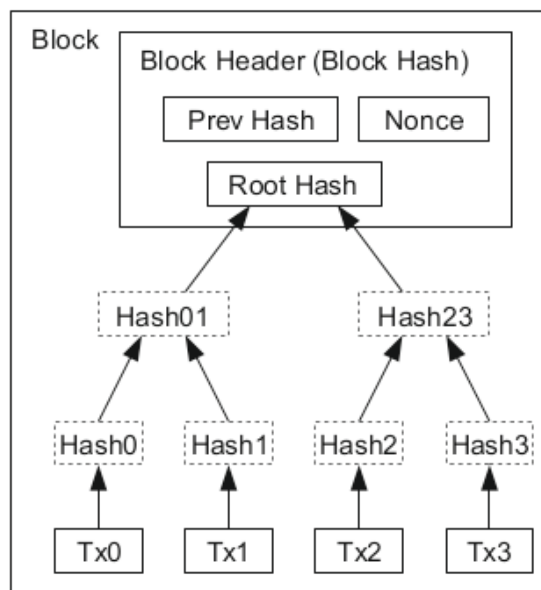 Block
Block Header (Block Hash)
Prev Hash
Nonce
Root Hash
Hash01
Hash23
Hash0
Hash1
Hash2
Hash3
Tx0
Tx1
Tx2
Tx3